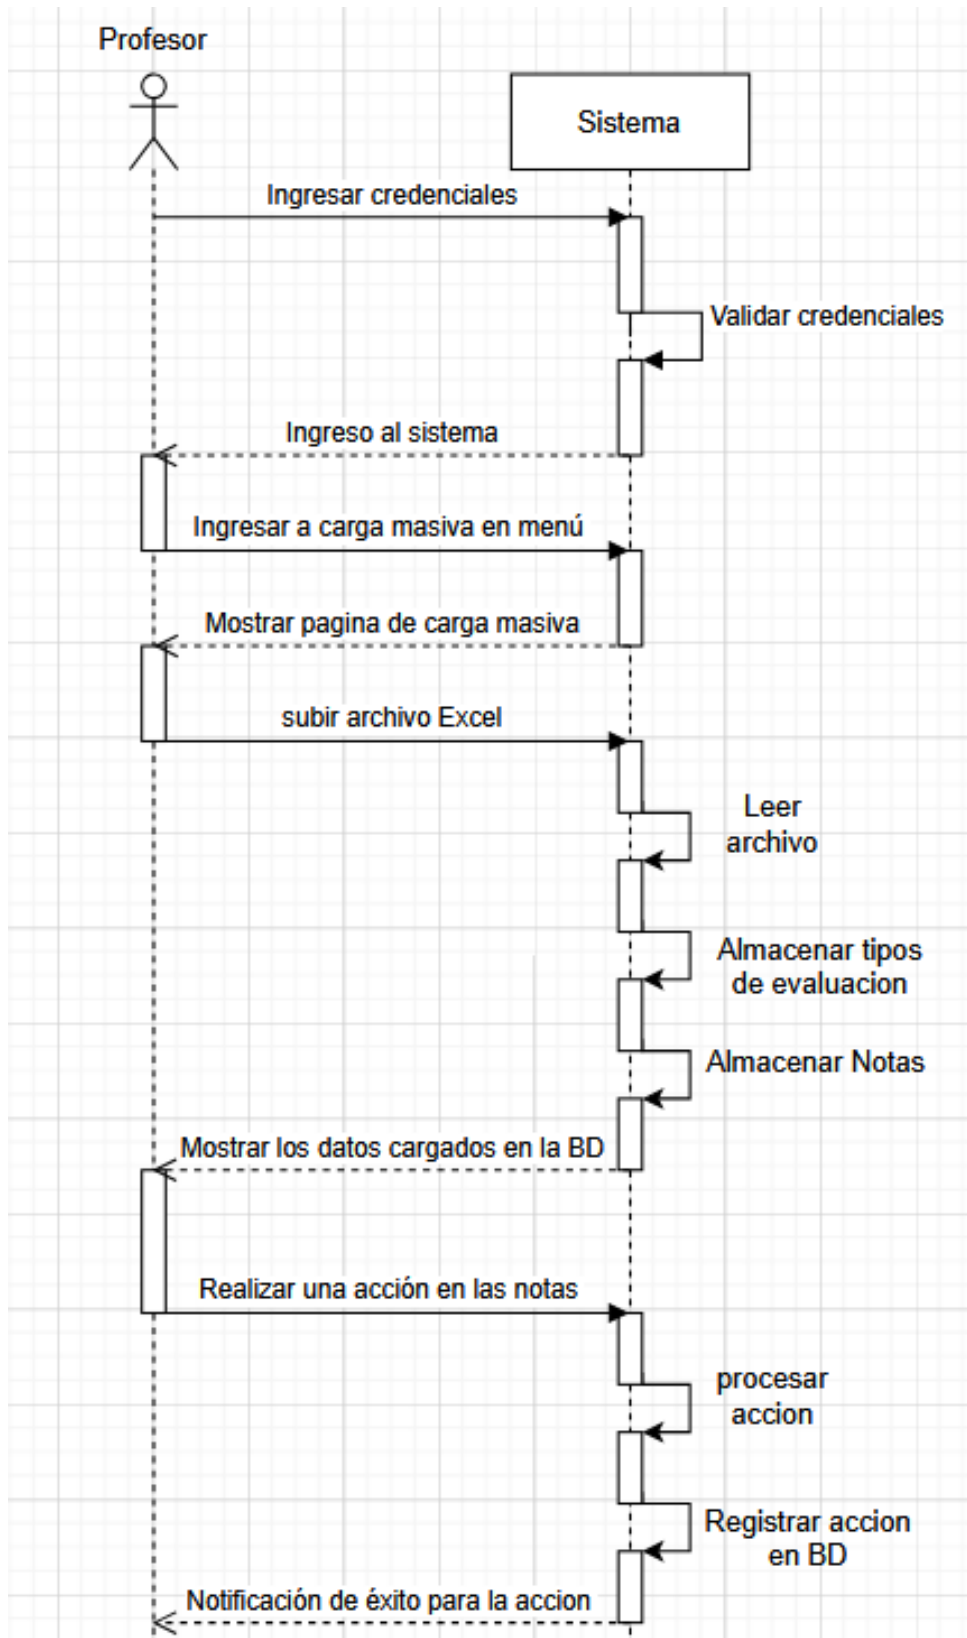 Profesor
Sistema
Ingresar credenciales
Validar credenciales
Ingreso al sistema
Ingresar a carga masiva en menú
Mostrar pagina de carga masiva
subir archivo Excel
Leer
archivo
Almacenar tipos
de evaluacion
Almacenar Notas
Mostrar los datos cargados en la BD
Realizar una acción en las notas
procesar
accion
Registrar accion
en BD
Notificación de éxito para la accion